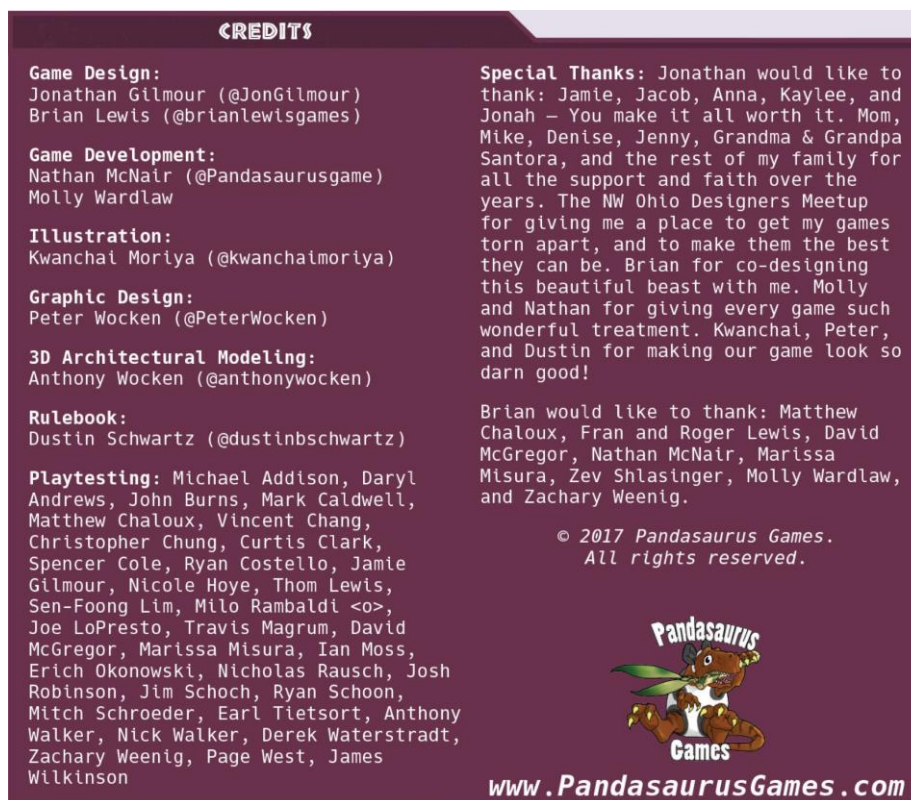 CREDITS
Game Design:
Jonathan Gilmour (@JonGilmour)
Brian Lewis (@brianlewisgames)
Game Development:
Nathan McNair (@Pandasaurusgame)
Molly Wardlaw
Illustration:
Kwanchai Moriya (@kwanchaimoriya)
Graphic Design:
Peter Wocken (@PeterWocken)
3D Architectural Modeling:
Anthony Wocken (@anthonywocken)
Rulebook:
Dustin Schwartz (@dustinbschwartz)
Playtesting: Michael Addison, Daryl
Andrews, John Burns, Mark Caldwell,
Matthew Chaloux, Vincent Chang,
Christopher Chung, Curtis Clark,
Spencer Cole, Ryan Costello, Jamie
Gilmour, Nicole Hoye, Thom Lewis,
Sen-Foong Lim, Milo Rambaldi <o>,
Joe LoPresto, Travis Magrum, David
McGregor, Marissa Misura, Ian Moss,
Erich Okonowski, Nicholas Rausch, Josh
Robinson, Jim Schoch, Ryan Schoon,
Mitch Schroeder, Earl Tietsort, Anthony
Walker, Nick Walker, Derek Waterstradt,
Zachary Weenig, Page West, James
Wilkinson
Special Thanks: Jonathan would like to
thank: Jamie, Jacob, Anna, Kaylee, and
Jonah – You make it all worth it. Mom,
Mike, Denise, Jenny, Grandma & Grandpa
Santora, and the rest of my family for
all the support and faith over the
years. The NW Ohio Designers Meetup
for giving me a place to get my games
torn apart, and to make them the best
they can be. Brian for co-designing
this beautiful beast with me. Molly
and Nathan for giving every game such
wonderful treatment. Kwanchai, Peter,
and Dustin for making our game look so
darn good!
Brian would like to thank: Matthew
Chaloux, Fran and Roger Lewis, David
McGregor, Nathan McNair, Marissa
Misura, Zev Shlasinger, Molly Wardlaw,
and Zachary Weenig.
© 2017 Pandasaurus Games.
All rights reserved.
Pandasaurus
Games
www.PandasaurusGames.com